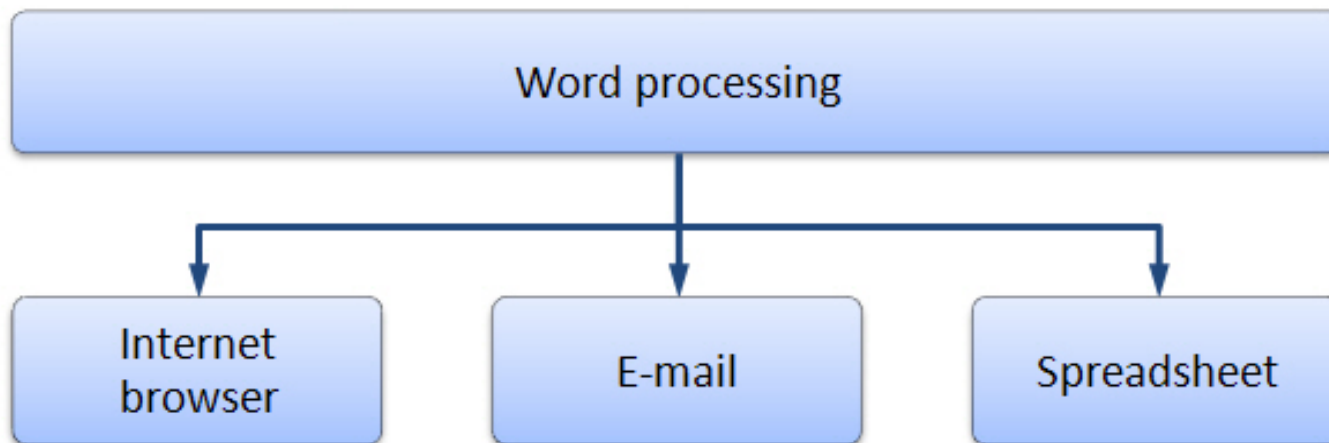 Word processing
Internet
browser
E-mail
Spreadsheet